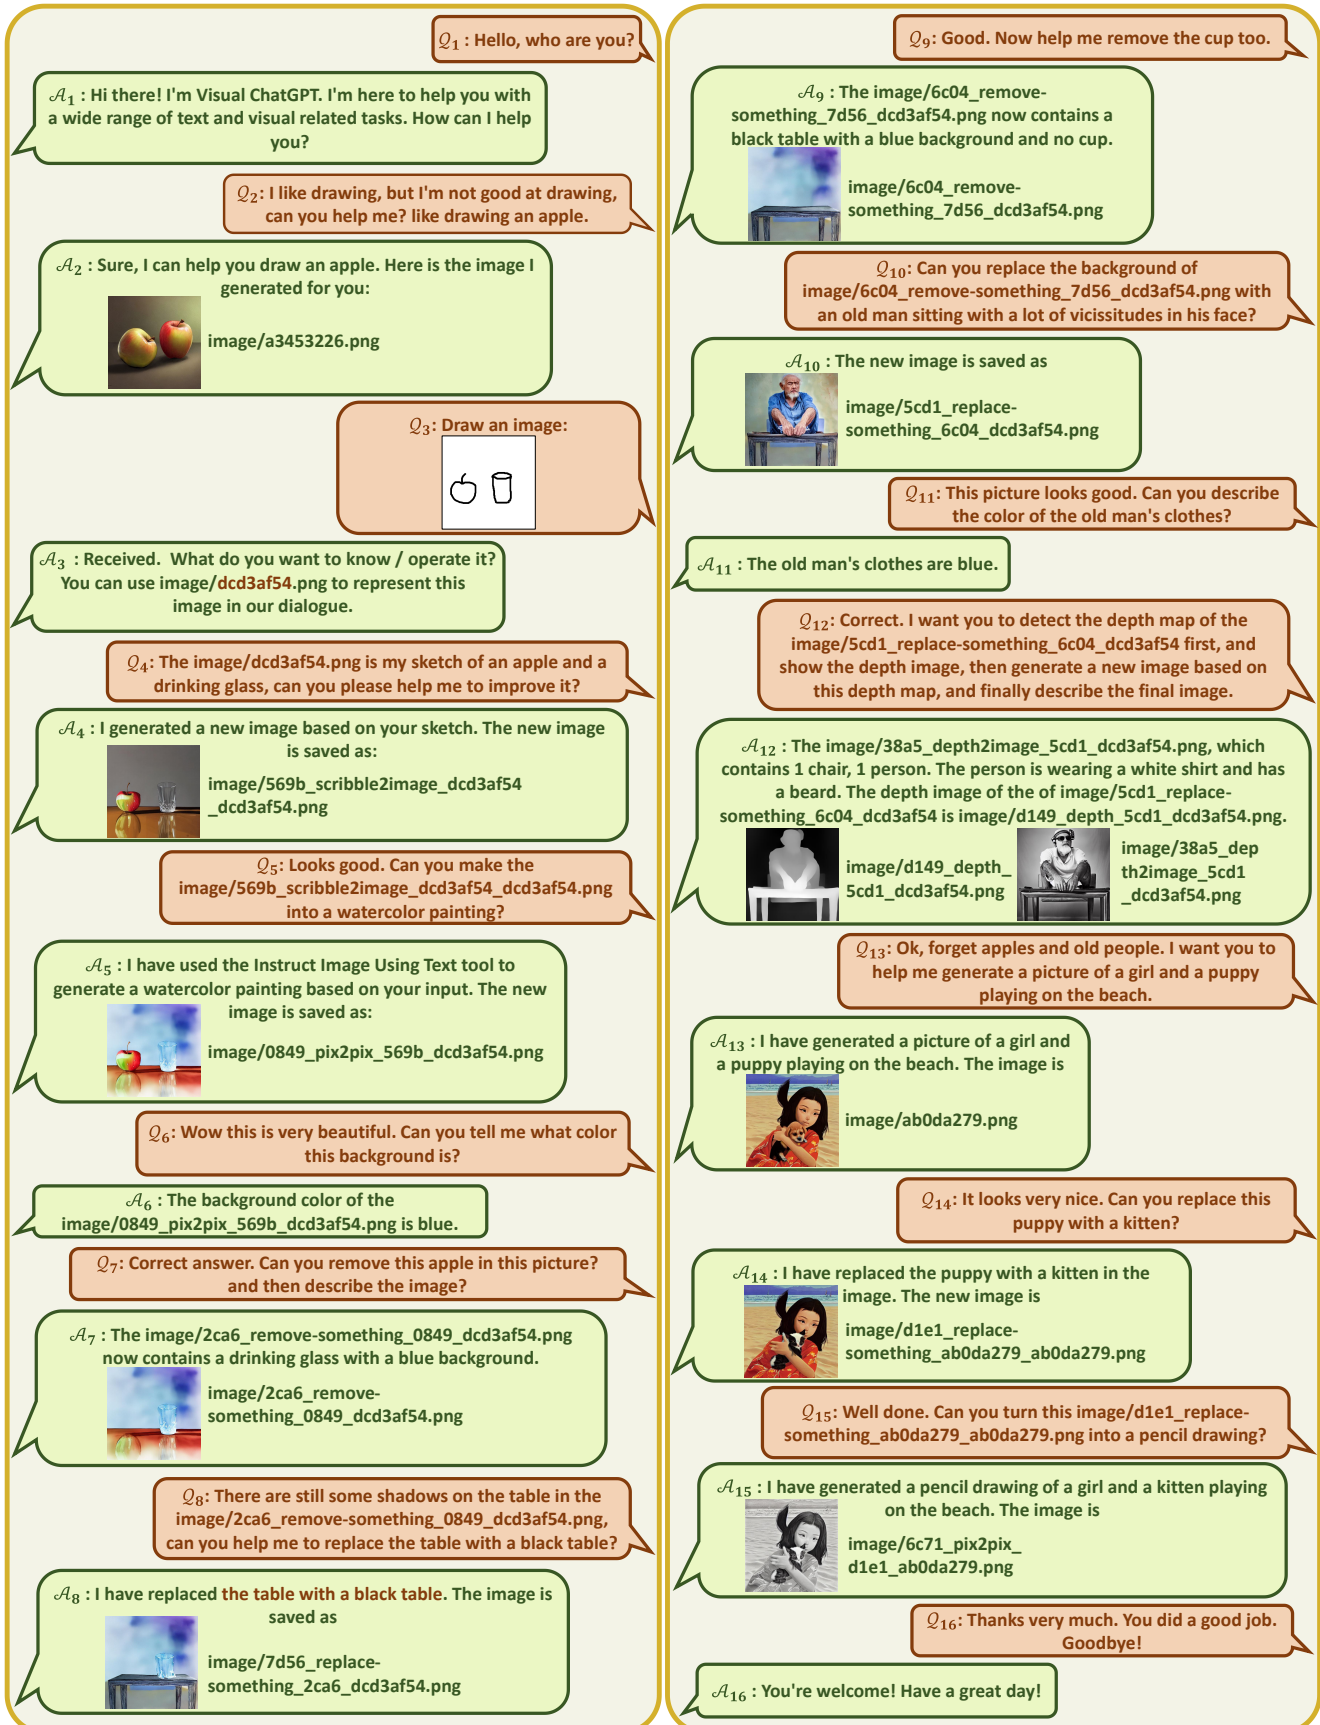 𝒬₁ : Hello, who are you?
𝒜₁ : Hi there! I'm Visual ChatGPT. I'm here to help you with
a wide range of text and visual related tasks. How can I help
you?
𝒬₂: I like drawing, but I'm not good at drawing,
can you help me? like drawing an apple.
𝒜₂ : Sure, I can help you draw an apple. Here is the image I
generated for you:
image/a3453226.png
𝒬₃: Draw an image:
𝒜₃ : Received. What do you want to know / operate it?
You can use image/dcd3af54.png to represent this
image in our dialogue.
𝒬₄: The image/dcd3af54.png is my sketch of an apple and a
drinking glass, can you please help me to improve it?
𝒜₄ : I generated a new image based on your sketch. The new image
is saved as:
image/569b_scribble2image_dcd3af54
_dcd3af54.png
𝒬₅: Looks good. Can you make the
image/569b_scribble2image_dcd3af54_dcd3af54.png
into a watercolor painting?
𝒜₅ : I have used the Instruct Image Using Text tool to
generate a watercolor painting based on your input. The new
image is saved as:
image/0849_pix2pix_569b_dcd3af54.png
𝒬₆: Wow this is very beautiful. Can you tell me what color
this background is?
𝒜₆ : The background color of the
image/0849_pix2pix_569b_dcd3af54.png is blue.
𝒬₇: Correct answer. Can you remove this apple in this picture?
and then describe the image?
𝒜₇ : The image/2ca6_remove-something_0849_dcd3af54.png
now contains a drinking glass with a blue background.
image/2ca6_remove-
something_0849_dcd3af54.png
𝒬₈: There are still some shadows on the table in the
image/2ca6_remove-something_0849_dcd3af54.png,
can you help me to replace the table with a black table?
𝒜₈ : I have replaced the table with a black table. The image is
saved as
image/7d56_replace-
something_2ca6_dcd3af54.png
𝒬₉: Good. Now help me remove the cup too.
𝒜₉ : The image/6c04_remove-
something_7d56_dcd3af54.png now contains a
black table with a blue background and no cup.
image/6c04_remove-
something_7d56_dcd3af54.png
𝒬₁₀: Can you replace the background of
image/6c04_remove-something_7d56_dcd3af54.png with
an old man sitting with a lot of vicissitudes in his face?
𝒜₁₀ : The new image is saved as
image/5cd1_replace-
something_6c04_dcd3af54.png
𝒬₁₁: This picture looks good. Can you describe
the color of the old man's clothes?
𝒜₁₁ : The old man's clothes are blue.
𝒬₁₂: Correct. I want you to detect the depth map of the
image/5cd1_replace-something_6c04_dcd3af54 first, and
show the depth image, then generate a new image based on
this depth map, and finally describe the final image.
𝒜₁₂ : The image/38a5_depth2image_5cd1_dcd3af54.png, which
contains 1 chair, 1 person. The person is wearing a white shirt and has
a beard. The depth image of the of image/5cd1_replace-
something_6c04_dcd3af54 is image/d149_depth_5cd1_dcd3af54.png.
image/d149_depth_
5cd1_dcd3af54.png
image/38a5_dep
th2image_5cd1
_dcd3af54.png
𝒬₁₃: Ok, forget apples and old people. I want you to
help me generate a picture of a girl and a puppy
playing on the beach.
𝒜₁₃ : I have generated a picture of a girl and
a puppy playing on the beach. The image is
image/ab0da279.png
𝒬₁₄: It looks very nice. Can you replace this
puppy with a kitten?
𝒜₁₄ : I have replaced the puppy with a kitten in the
image. The new image is
image/d1e1_replace-
something_ab0da279_ab0da279.png
𝒬₁₅: Well done. Can you turn this image/d1e1_replace-
something_ab0da279_ab0da279.png into a pencil drawing?
𝒜₁₅ : I have generated a pencil drawing of a girl and a kitten playing
on the beach. The image is
image/6c71_pix2pix_
d1e1_ab0da279.png
𝒬₁₆: Thanks very much. You did a good job.
Goodbye!
𝒜₁₆ : You're welcome! Have a great day!